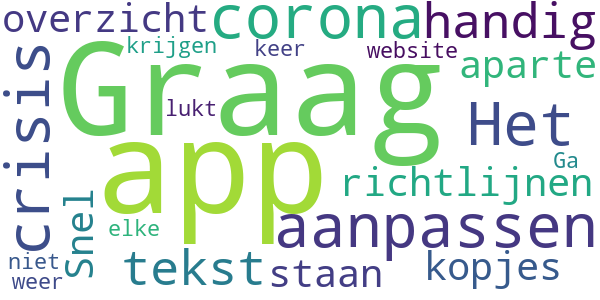 overzicht corona handig
krijgen keer website
crisis Graag aparte
lukt Het
app richtlijnen Ga
Snel elke aanpassen
niet weer tekst staan kopjes